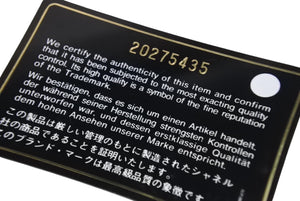 20275435
We certify the authenticity of this item and confirm
that it has been subjected to the most exacting quality
control. Its high quality is a symbol of the line reputation
of the Trademark.
Wir bestätigen, dass es sich um einen Artikel handelt,
der während seiner Herstellung strengsten Kontrollen
unterzogen wurde und dessen erstklassige Qualität
dem hohen Ansehen unserer Marke entspricht.
この製品は厳しい管理のもとに製造されたシャネル
社の商品であることを証明いたします。
このブランド・マークは最高級品質の象徴です